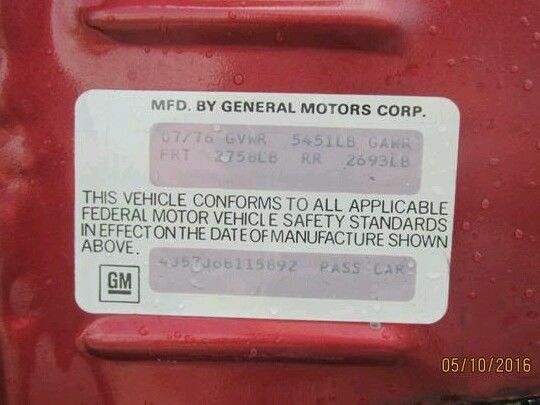 MFD. BY GENERAL MOTORS CORP.
07/76 GVWR 5451LB GAWR
FRT 2758LB RR 2693LB
THIS VEHICLE CONFORMS TO ALL APPLICABLE
FEDERAL MOTOR VEHICLE SAFETY STANDARDS
IN EFFECT ON THE DATE OF MANUFACTURE SHOWN
ABOVE.
4J57J6B115892 PASS CAR
GM
05/10/2016